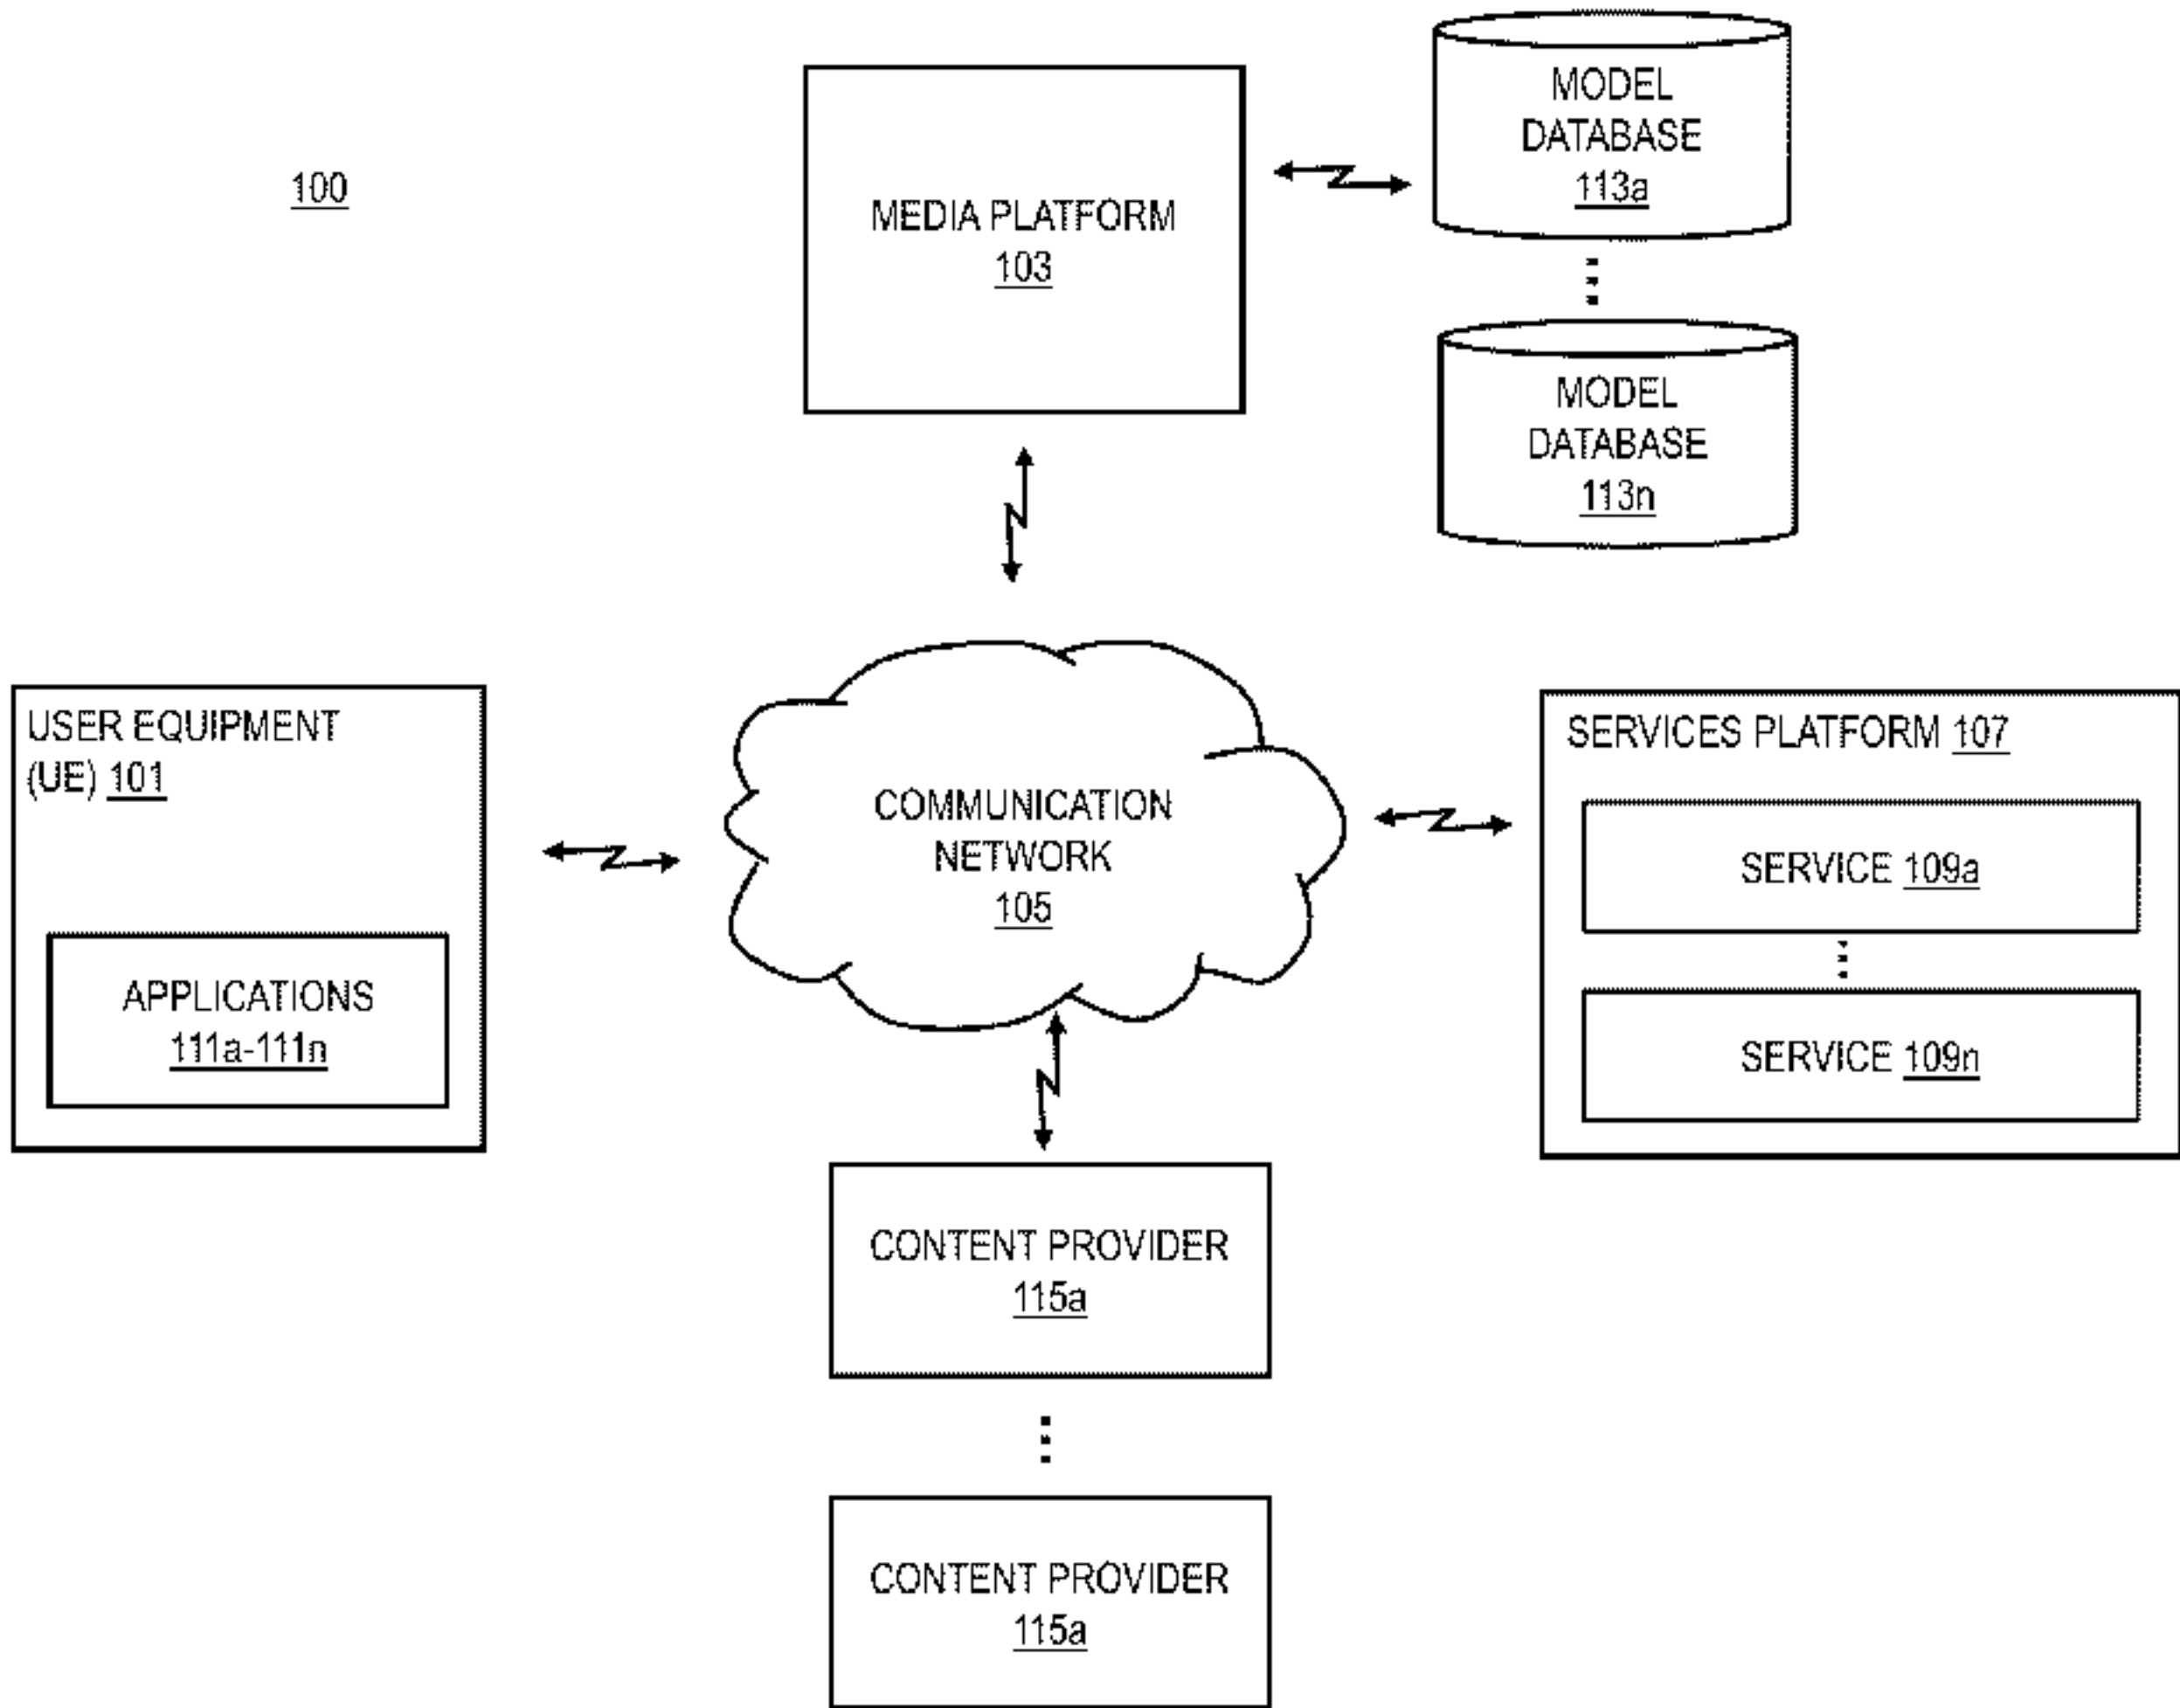 100
MEDIA PLATFORM
103
MODEL
DATABASE
113a
MODEL
DATABASE
113n
USER EQUIPMENT
(UE) 101
APPLICATIONS
111a-111n
COMMUNICATION
NETWORK
105
SERVICES PLATFORM 107
SERVICE 109a
SERVICE 109n
CONTENT PROVIDER
115a
CONTENT PROVIDER
115a